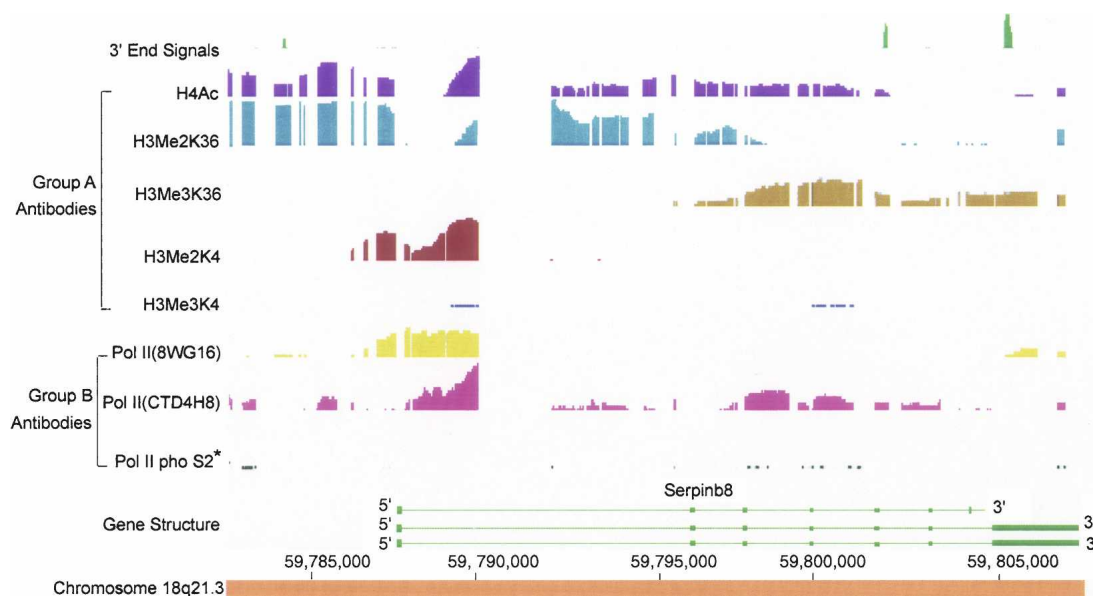 3' End Signals
H4Ac
H3Me2K36
Group A
Antibodies
H3Me3K36
H3Me2K4
H3Me3K4
Pol II(8WG16)
Group B
Antibodies
Pol II(CTD4H8)
Pol II pho S2*
Serpinb8
5' 3'
Gene Structure 5' 3
5' 3
59,785,000 59,790,000 59,795,000 59,800,000 59,805,000
Chromosome 18q21.3